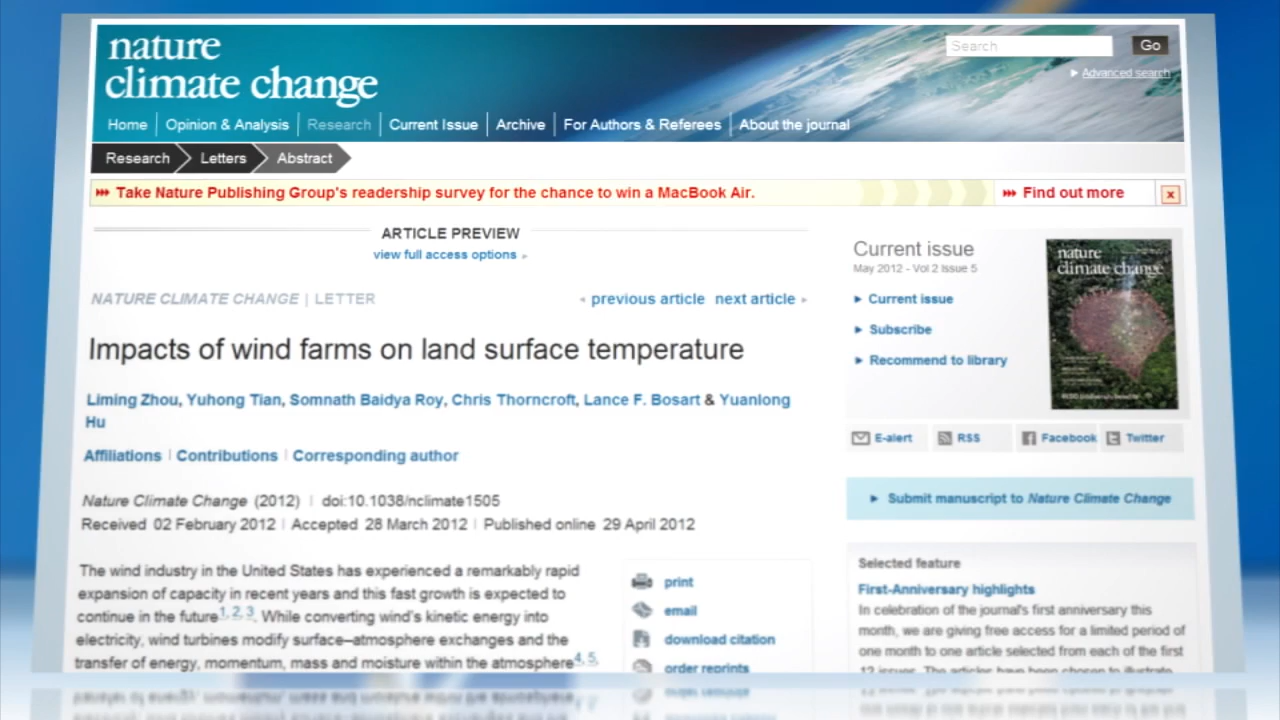 nature
climate change
Search
Go
Advanced search
Home
Opinion & Analysis
Research
Current Issue
Archive
For Authors & Referees
About the journal
Research
Letters
Abstract
Take Nature Publishing Group's readership survey for the chance to win a MacBook Air.
Find out more
x
ARTICLE PREVIEW
view full access options
NATURE CLIMATE CHANGE | LETTER
previous article next article
Impacts of wind farms on land surface temperature
Liming Zhou, Yuhong Tian, Somnath Baidya Roy, Chris Thorncroft, Lance F. Bosart & Yuanlong
Hu
Affiliations | Contributions | Corresponding author
Nature Climate Change (2012) | doi:10.1038/nclimate1505
Received 02 February 2012 | Accepted 28 March 2012 | Published online 29 April 2012
The wind industry in the United States has experienced a remarkably rapid
expansion of capacity in recent years and this fast growth is expected to
continue in the future1, 2, 3. While converting wind's kinetic energy into
electricity, wind turbines modify surface–atmosphere exchanges and the
transfer of energy, momentum, mass and moisture within the atmosphere4, 5,
print
email
download citation
order reprints
Current issue
May 2012 - Vol 2 Issue 5
Current issue
Subscribe
Recommend to library
nature
climate change
E-alert
RSS
Facebook
Twitter
Submit manuscript to Nature Climate Change
Selected feature
First-Anniversary highlights
In celebration of the journal's first anniversary this
month, we are giving free access for a limited period of
one month to one article selected from each of the first
12 issues. The articles have been chosen to illustrate